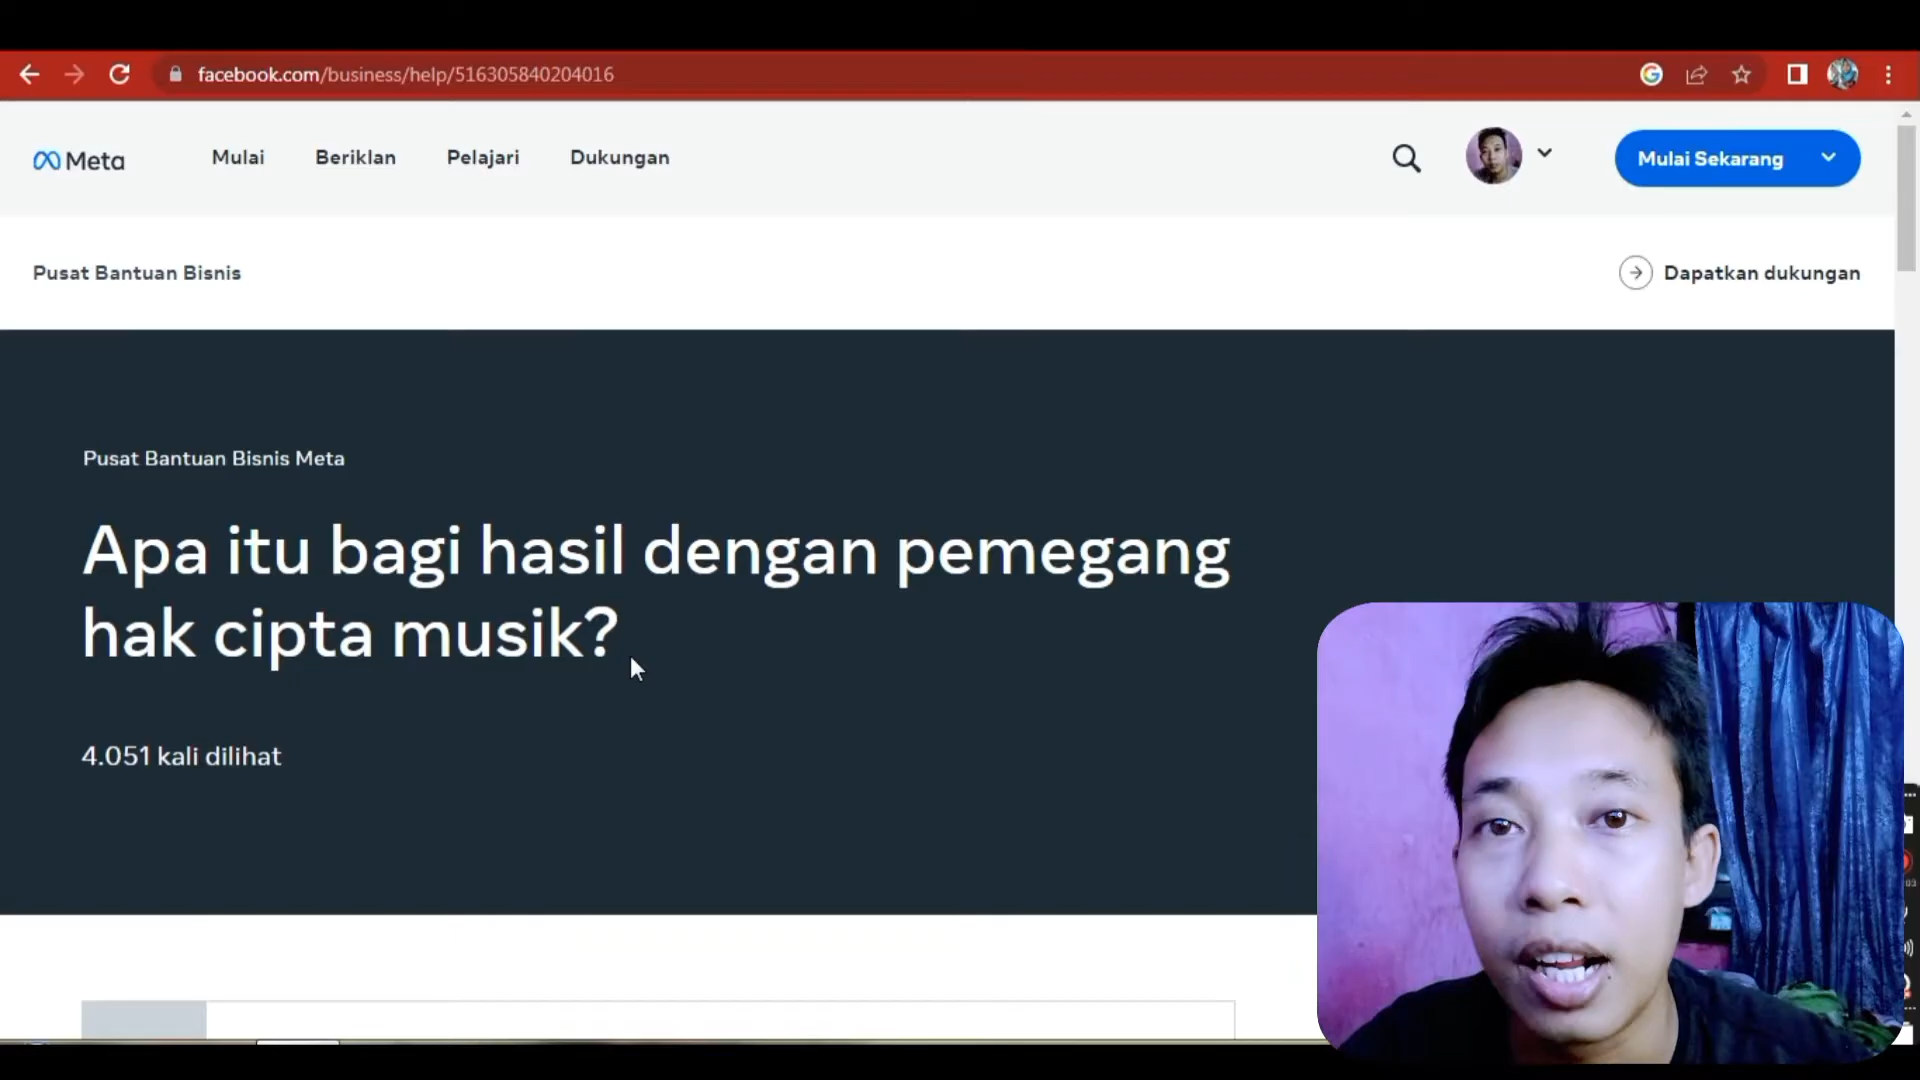 facebook.com/business/help/516305840204016
Meta
Mulai
Beriklan
Pelajari
Dukungan
Mulai Sekarang
Pusat Bantuan Bisnis
Dapatkan dukungan
Pusat Bantuan Bisnis Meta
Apa itu bagi hasil dengan pemegang
hak cipta musik?
4.051 kali dilihat